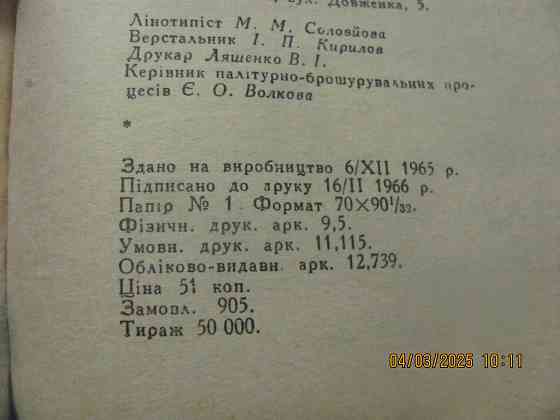 вул. Довженка, 5.
Лінотипіст М. М. Соловйова
Верстальник І. П. Кирилов
Друкар Ляшенко В. І.
Керівник палітурно-брошурувальних про-
цесів Є. О. Волкова
*
Здано на виробництво 6/XII 1965 р.
Підписано до друку 16/II 1966 р.
Папір № 1. Формат 70×90¹/₃₂.
Фізичн. друк. арк. 9,5.
Умовн. друк. арк. 11,115.
Обліково-видавн. арк. 12,739.
Ціна 51 коп.
Замовл. 905.
Тираж 50 000.
04/03/2025 10:11